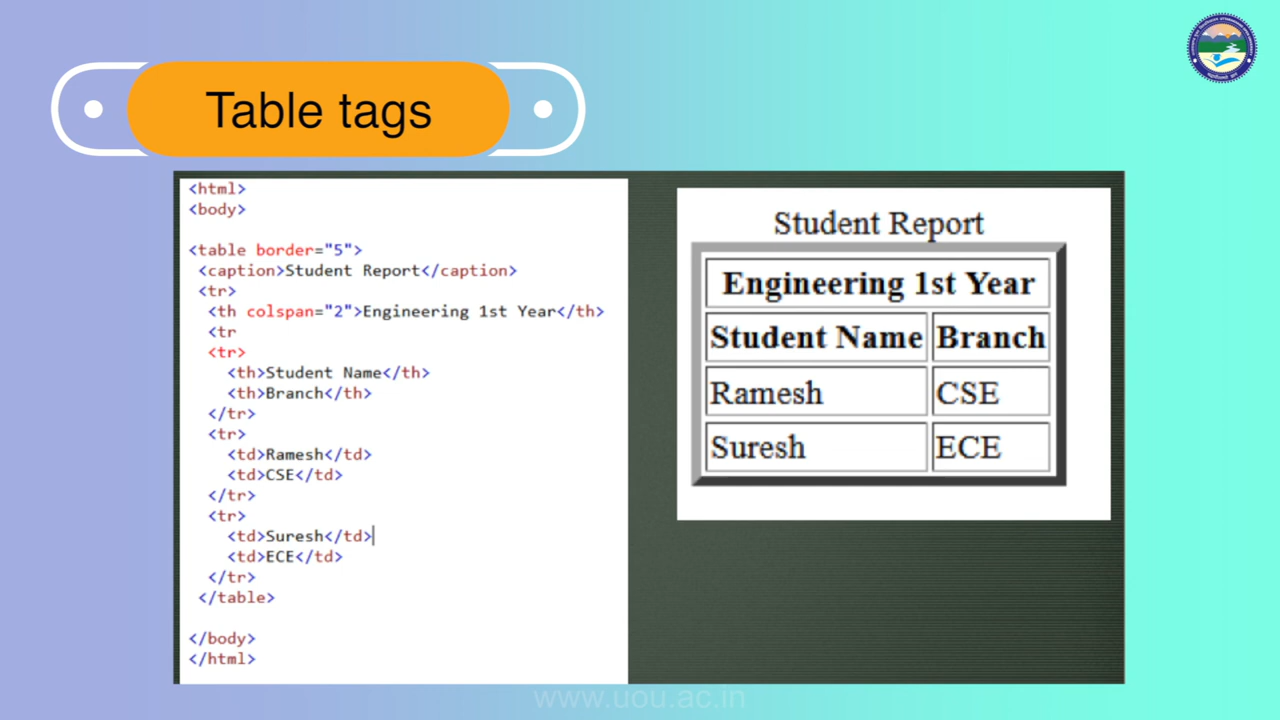 Table tags
<html>
<body>
<table border="5">
<caption>Student Report</caption>
<tr>
<th colspan="2">Engineering 1st Year</th>
<tr
<tr>
<th>Student Name</th>
<th>Branch</th>
</tr>
<tr>
<td>Ramesh</td>
<td>CSE</td>
</tr>
<tr>
<td>Suresh</td>
<td>ECE</td>
</tr>
</table>
</body>
</html>
Student Report
Engineering 1st Year
Student Name Branch
Ramesh CSE
Suresh ECE
www.uou.ac.in